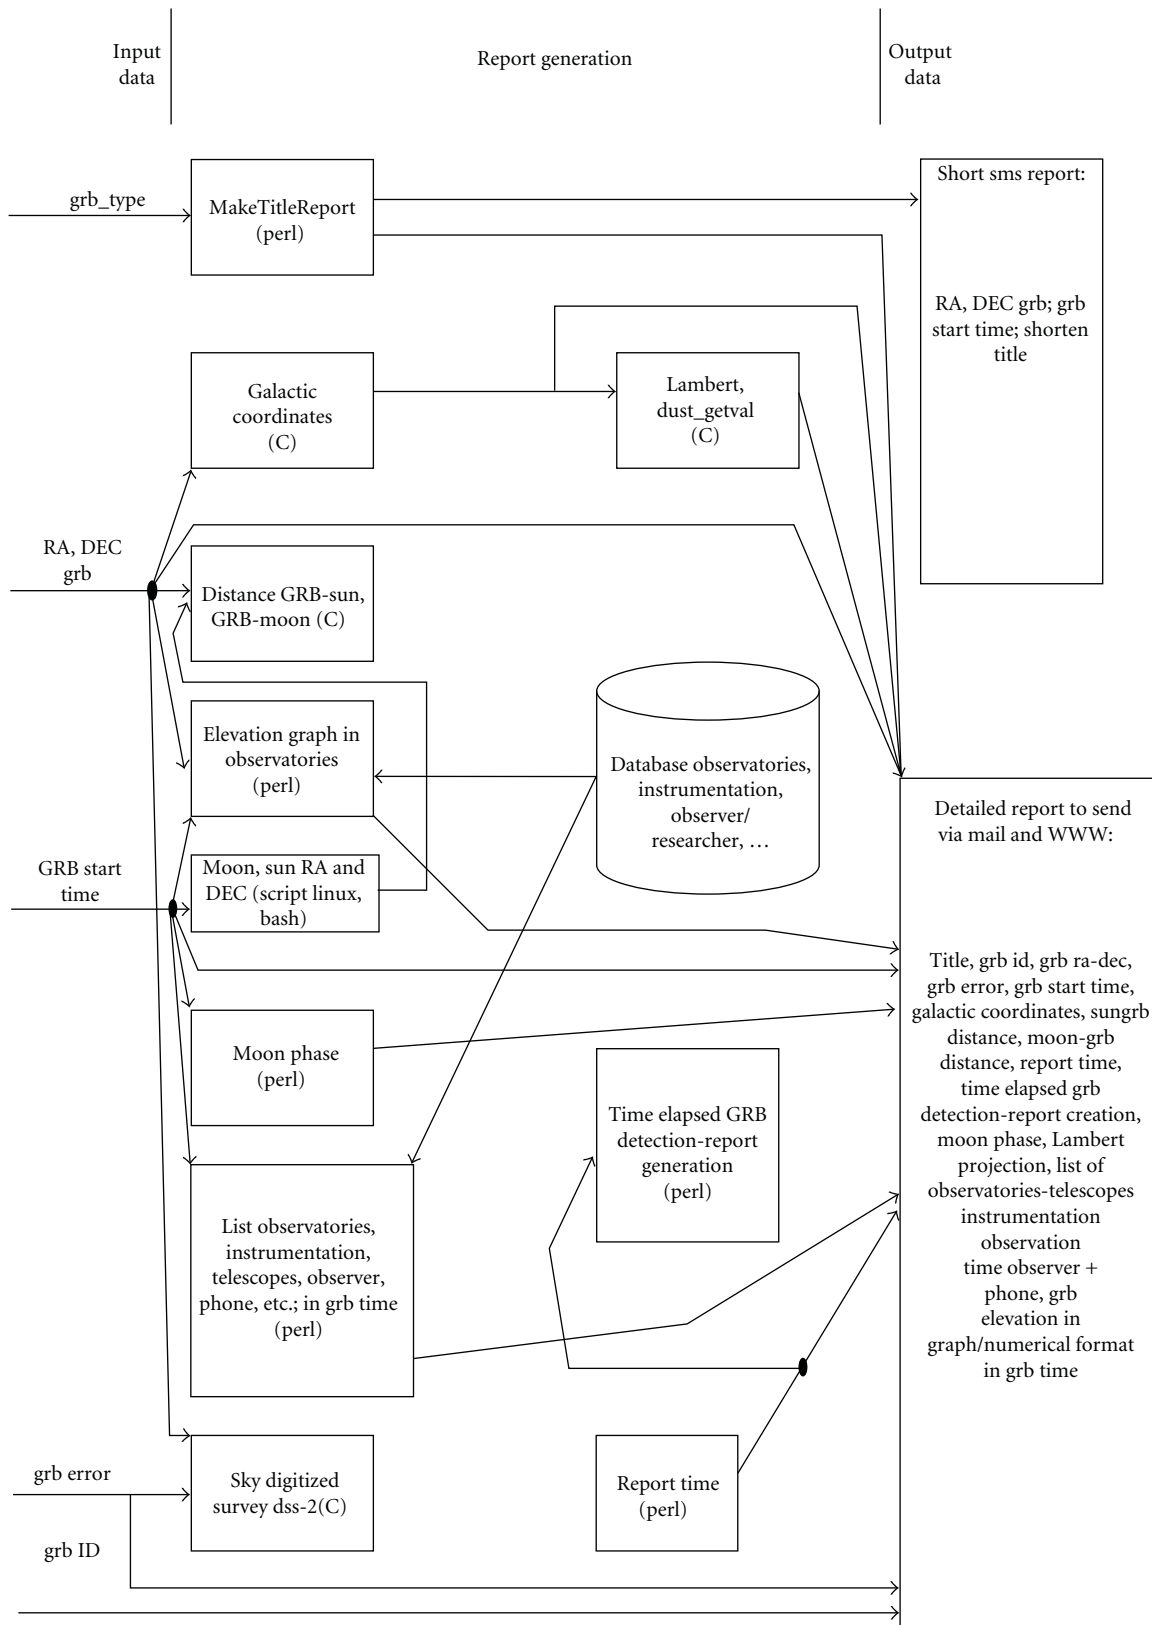 Input
data
Report generation
Output
data
grb_type
MakeTitleReport
(perl)
Short sms report:
RA, DEC grb; grb
start time; shorten
title
Galactic
coordinates
(C)
Lambert,
dust_getval
(C)
RA, DEC
grb
Distance GRB-sun,
GRB-moon (C)
Elevation graph in
observatories
(perl)
Database observatories,
instrumentation,
observer/
researcher, …
GRB start
time
Moon, sun RA and
DEC (script linux,
bash)
Moon phase
(perl)
Time elapsed GRB
detection-report
generation
(perl)
List observatories,
instrumentation,
telescopes, observer,
phone, etc.; in grb time
(perl)
grb error
Sky digitized
survey dss-2(C)
Report time
(perl)
grb ID
Detailed report to send
via mail and WWW:
Title, grb id, grb ra-dec,
grb error, grb start time,
galactic coordinates, sungrb
distance, moon-grb
distance, report time,
time elapsed grb
detection-report creation,
moon phase, Lambert
projection, list of
observatories-telescopes
instrumentation
observation
time observer +
phone, grb
elevation in
graph/numerical format
in grb time